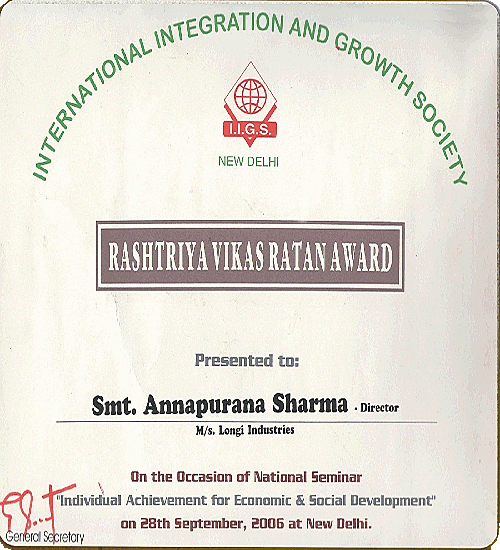 INTERNATIONAL INTEGRATION AND GROWTH SOCIETY
I.I.G.S.
NEW DELHI
RASHTRIYA VIKAS RATAN AWARD
Presented to:
Smt. Annapurana Sharma - Director
M/s. Longi Industries
On the Occasion of National Seminar
"Individual Achievement for Economic & Social Development"
on 28th September, 2006 at New Delhi.
General Secretary